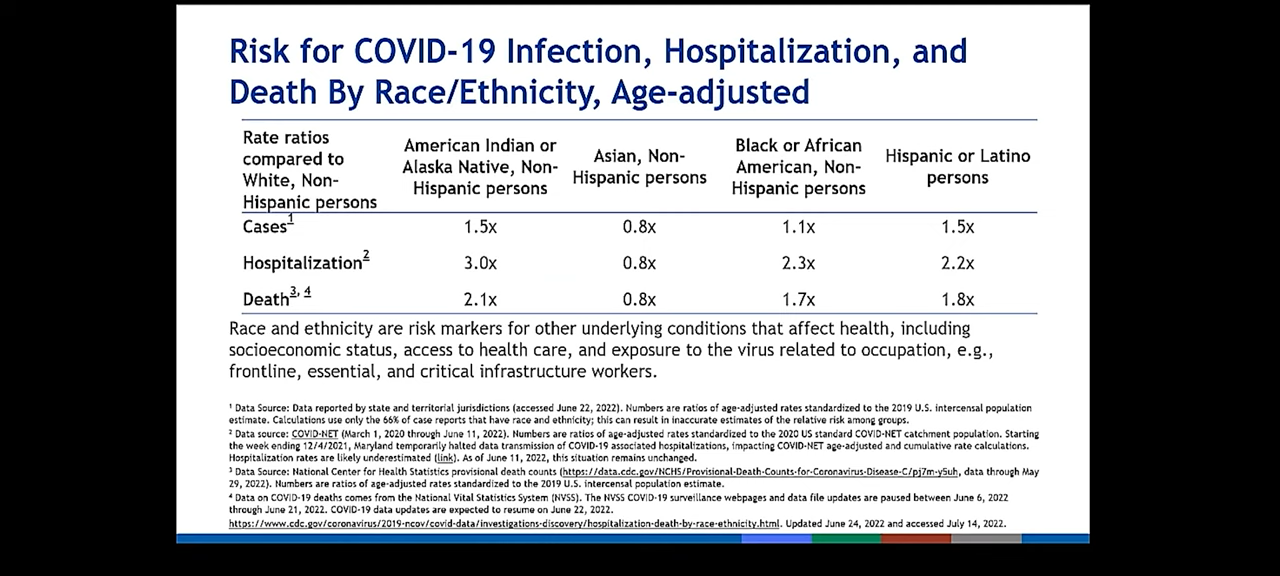 Risk for COVID-19 Infection, Hospitalization, and
Death By Race/Ethnicity, Age-adjusted
Rate ratios
compared to
White, Non-
Hispanic persons
American Indian or
Alaska Native, Non-
Hispanic persons
Asian, Non-
Hispanic persons
Black or African
American, Non-
Hispanic persons
Hispanic or Latino
persons
Cases1 1.5x 0.8x 1.1x 1.5x
Hospitalization2 3.0x 0.8x 2.3x 2.2x
Death3, 4 2.1x 0.8x 1.7x 1.8x
Race and ethnicity are risk markers for other underlying conditions that affect health, including
socioeconomic status, access to health care, and exposure to the virus related to occupation, e.g.,
frontline, essential, and critical infrastructure workers.
1 Data Source: Data reported by state and territorial jurisdictions (accessed June 22, 2022). Numbers are ratios of age-adjusted rates standardized to the 2019 U.S. intercensal population
estimate. Calculations use only the 66% of case reports that have race and ethnicity; this can result in inaccurate estimates of the relative risk among groups.
2 Data source: COVID-NET (March 1, 2020 through June 11, 2022). Numbers are ratios of age-adjusted rates standardized to the 2020 US standard COVID-NET catchment population. Starting
the week ending 12/4/2021, Maryland temporarily halted data transmission of COVID-19 associated hospitalizations, impacting COVID-NET age-adjusted and cumulative rate calculations.
Hospitalization rates are likely underestimated (link). As of June 11, 2022, this situation remains unchanged.
3 Data Source: National Center for Health Statistics provisional death counts (https://data.cdc.gov/NCHS/Provisional-Death-Counts-for-Coronavirus-Disease-C/pj7m-y5uh, data through May
29, 2022). Numbers are ratios of age-adjusted rates standardized to the 2019 U.S. intercensal population estimate.
4 Data on COVID-19 deaths comes from the National Vital Statistics System (NVSS). The NVSS COVID-19 surveillance webpages and data file updates are paused between June 6, 2022
through June 21, 2022. COVID-19 data updates are expected to resume on June 22, 2022.
https://www.cdc.gov/coronavirus/2019-ncov/covid-data/investigations-discovery/hospitalization-death-by-race-ethnicity.html. Updated June 24, 2022 and accessed July 14, 2022.